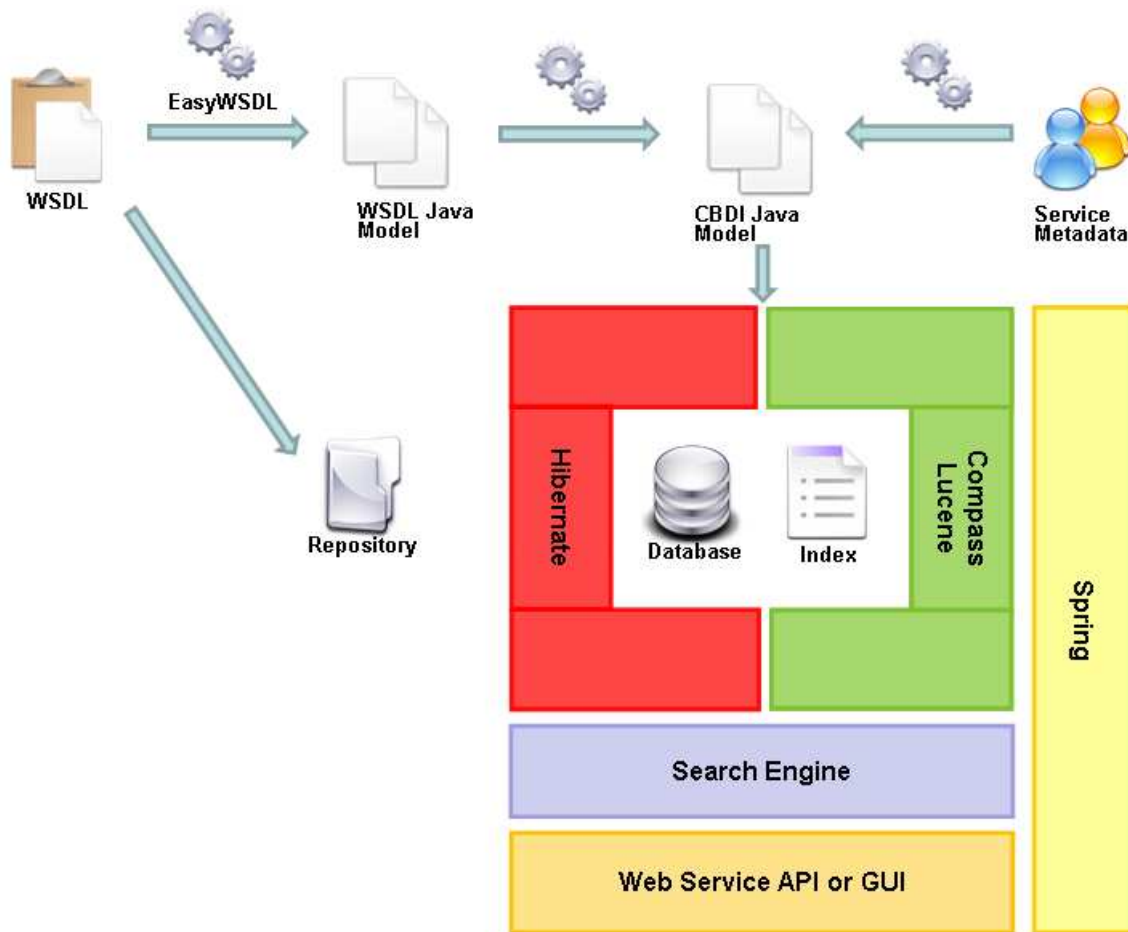 EasyWSDL
WSDL
WSDL Java
Model
CBDI Java
Model
Service
Metadata
Repository
Hibernate
Database
Index
Compass
Lucene
Spring
Search Engine
Web Service API or GUI